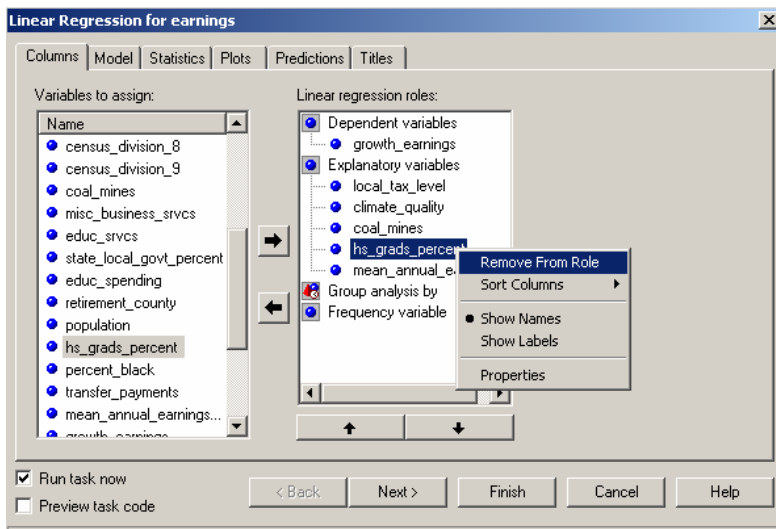 Linear Regression for earnings
Columns Model Statistics Plots Predictions Titles
Variables to assign:
Name
census_division_8
census_division_9
coal_mines
misc_business_srvcs
educ_srvcs
state_local_govt_percent
educ_spending
retirement_county
population
hs_grads_percent
percent_black
transfer_payments
mean_annual_earnings...
growth_earnings
Linear regression roles:
Dependent variables
growth_earnings
Explanatory variables
local_tax_level
climate_quality
coal_mines
hs_grads_percent
mean_annual_ea
Group analysis by
Frequency variable
Remove From Role
Sort Columns
Show Names
Show Labels
Properties
Run task now
Preview task code
< Back Next > Finish Cancel Help